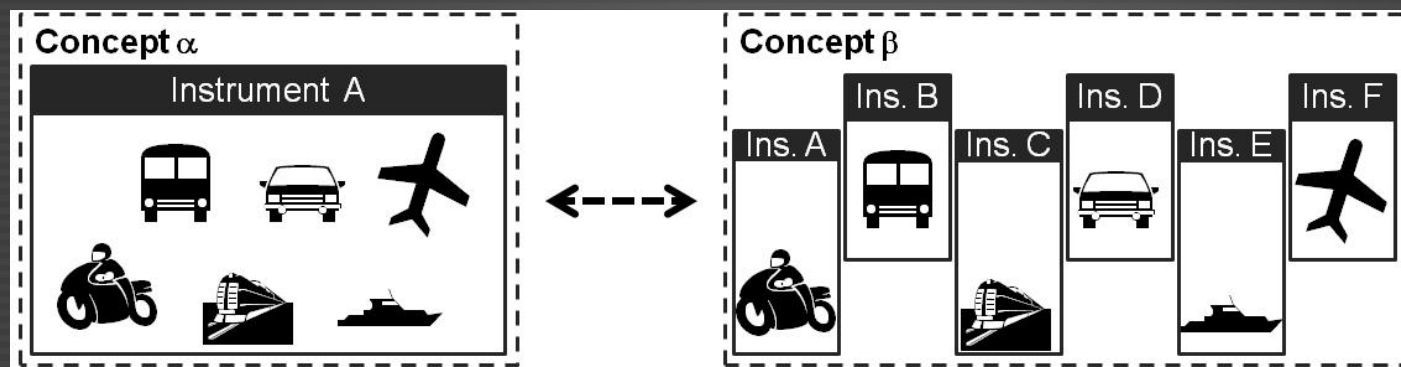 Concept α
Instrument A
Concept β
Ins. A
Ins. B
Ins. C
Ins. D
Ins. E
Ins. F